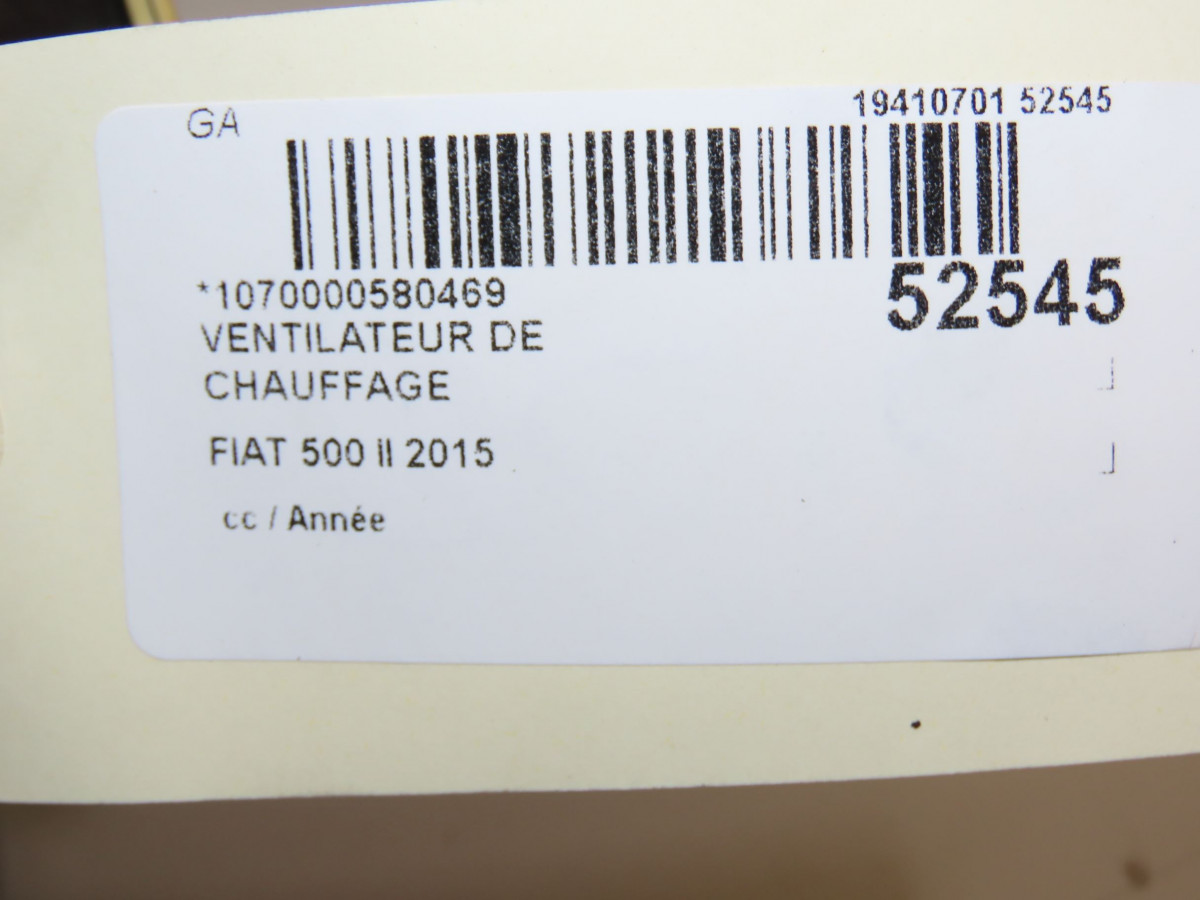 GA
19410701 52545
*1070000580469
52545
VENTILATEUR DE
CHAUFFAGE
FIAT 500 iI 2015
cc / Année